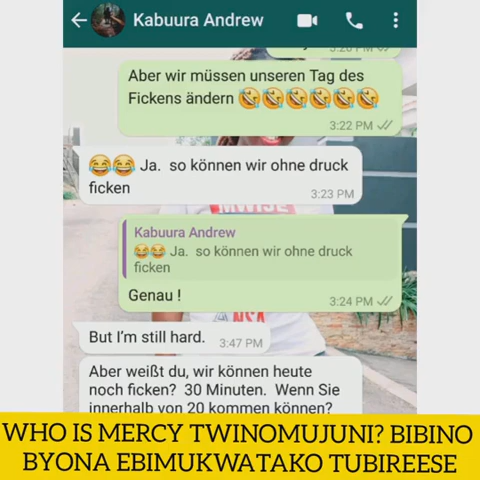 Kabuura Andrew
3:20 PM
Aber wir müssen unseren Tag des
Fickens ändern 🤣🤣🤣🤣🤣🤣
3:22 PM
😂😂 Ja. so können wir ohne druck
ficken
3:23 PM
Kabuura Andrew
😂😂 Ja. so können wir ohne druck
ficken
Genau !
3:24 PM
But I'm still hard.
3:47 PM
Aber weißt du, wir können heute
noch ficken? 30 Minuten. Wenn Sie
innerhalb von 20 kommen können?
WHO IS MERCY TWINOMUJUNI? BIBINO
BYONA EBIMUKWATAKO TUBIREESE